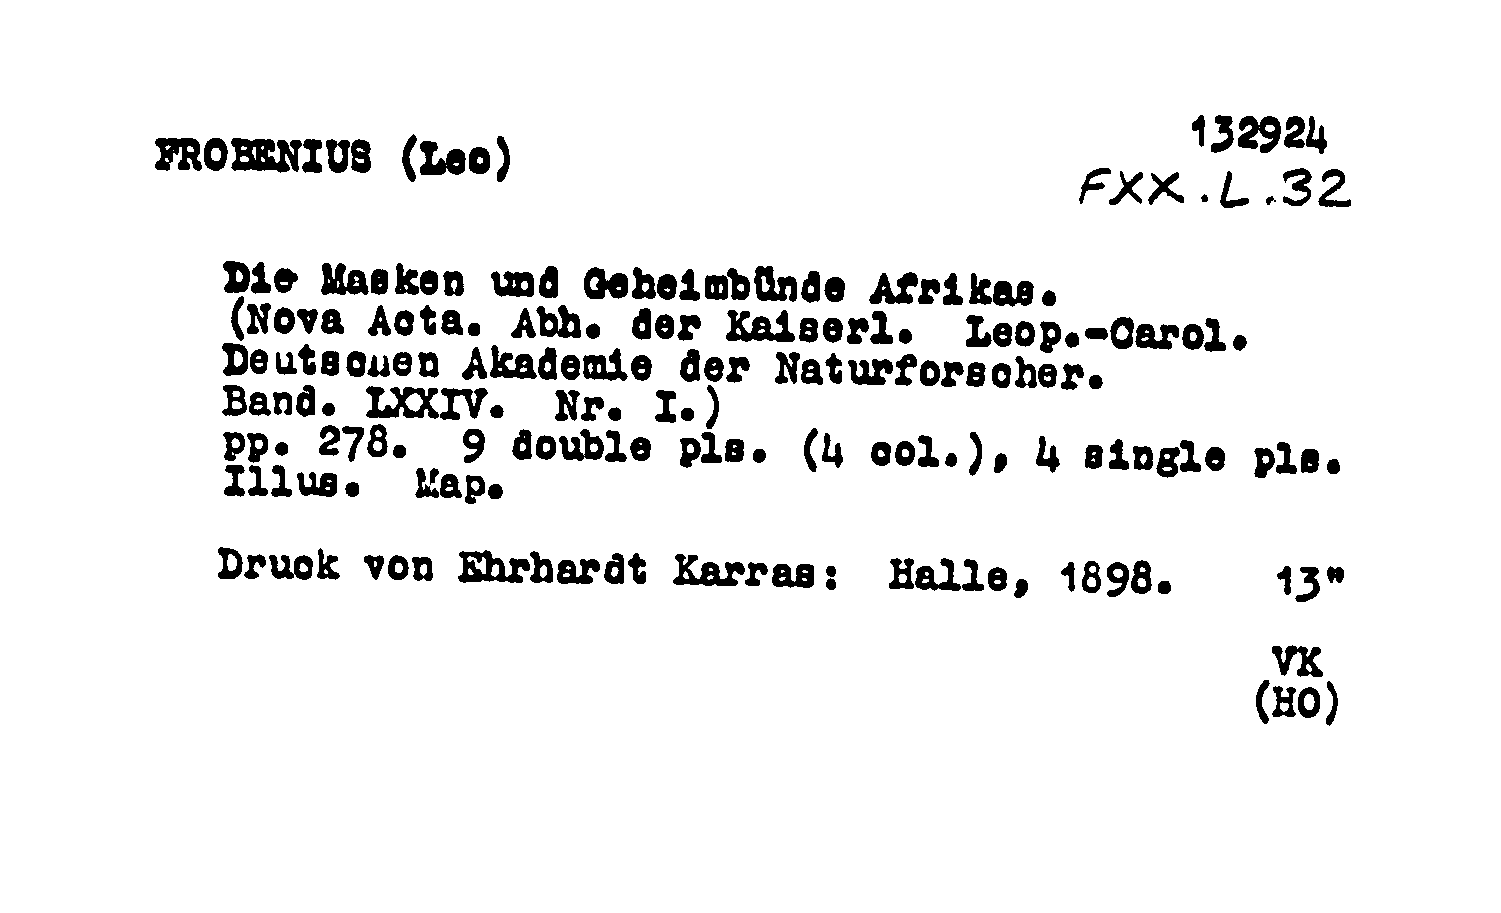 FROBENIUS (Leo)
132924
FXX.L.32
Die Masken und Geheimbünde Afrikas.
(Nova Acta. Abh. der Kaiserl. Leop.-Carol.
Deutschen Akademie der Naturforscher.
Band. LXXIV. Nr. I.)
pp. 278. 9 double pls. (4 col.), 4 single pls.
Illus. Map.
Druck von Ehrhardt Karras: Halle, 1898. 13"
VK
(HO)